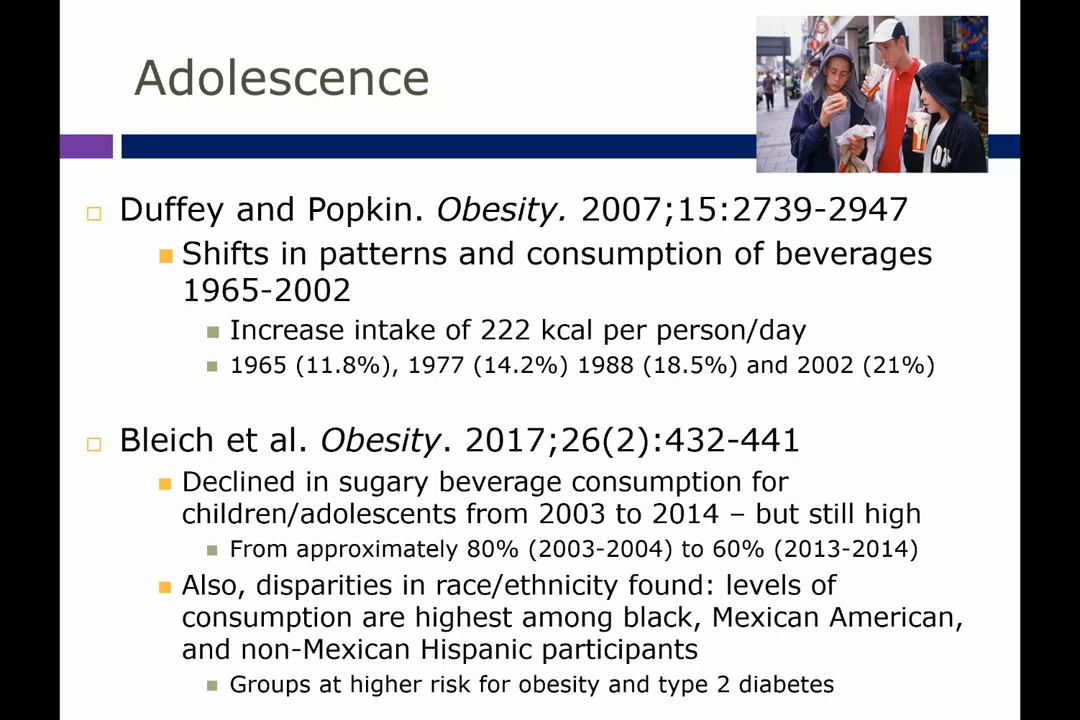 Adolescence
Duffey and Popkin. Obesity. 2007;15:2739-2947
Shifts in patterns and consumption of beverages
1965-2002
Increase intake of 222 kcal per person/day
1965 (11.8%), 1977 (14.2%) 1988 (18.5%) and 2002 (21%)
Bleich et al. Obesity. 2017;26(2):432-441
Declined in sugary beverage consumption for
children/adolescents from 2003 to 2014 – but still high
From approximately 80% (2003-2004) to 60% (2013-2014)
Also, disparities in race/ethnicity found: levels of
consumption are highest among black, Mexican American,
and non-Mexican Hispanic participants
Groups at higher risk for obesity and type 2 diabetes